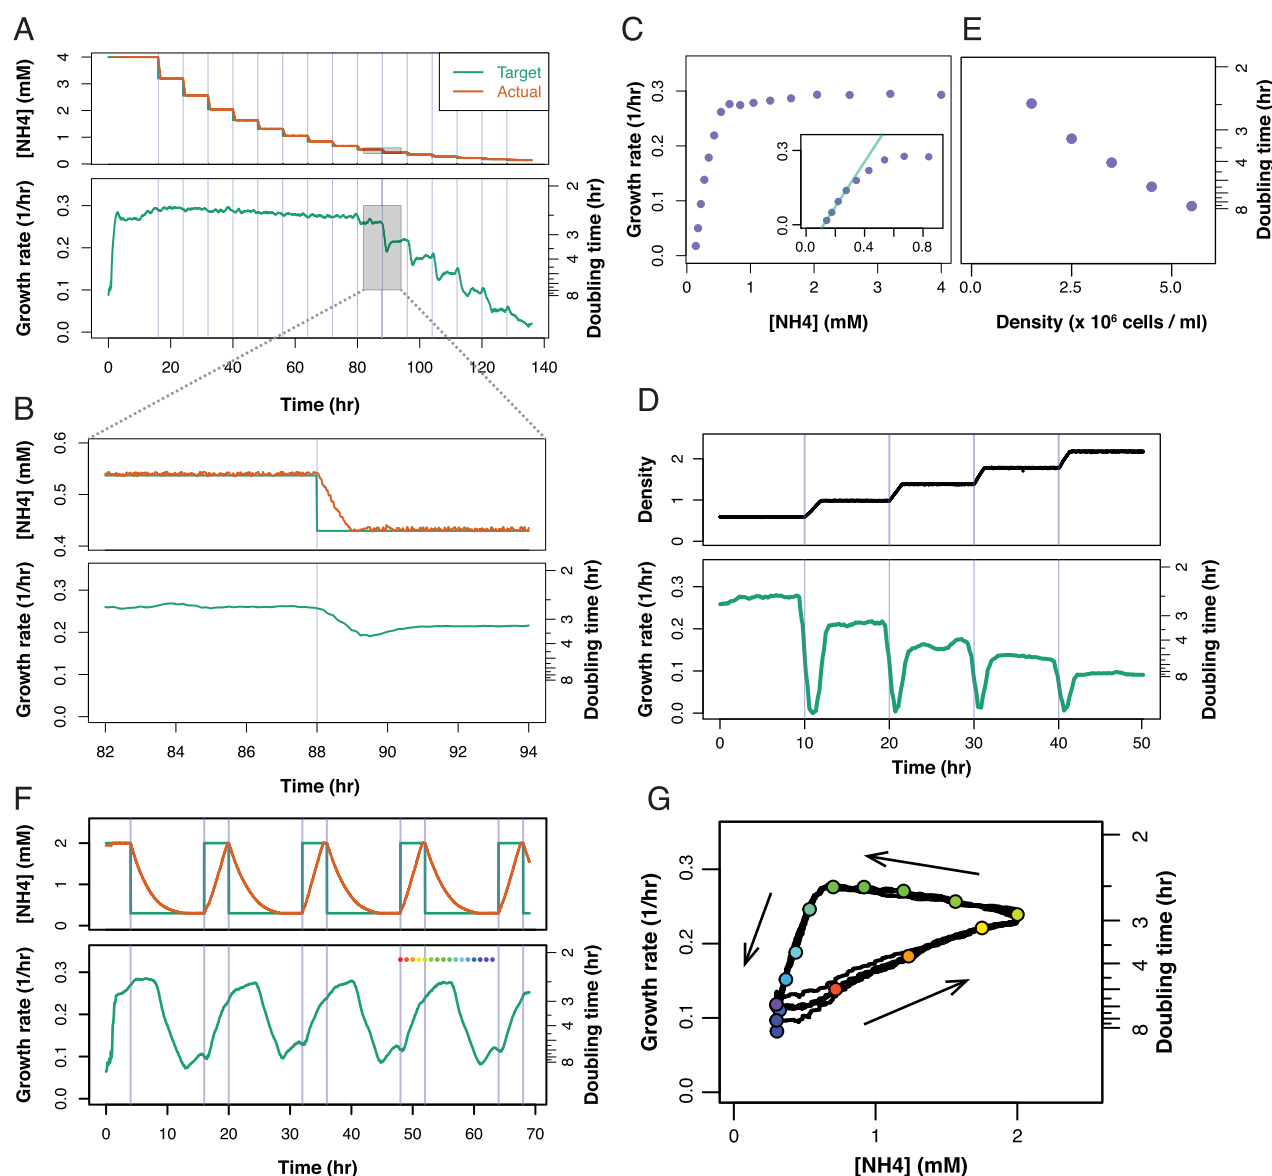 A
[NH4] (mM)
0 1 2 3 4
Target
Actual
Growth rate (1/hr)
0.0 0.1 0.2 0.3
2 3 4 8
Doubling time (hr)
0 20 40 60 80 100 120 140
Time (hr)
B
[NH4] (mM)
0.4 0.5 0.6
Growth rate (1/hr)
0.0 0.1 0.2 0.3
2 3 4 8
Doubling time (hr)
82 84 86 88 90 92 94
Time (hr)
C
Growth rate (1/hr)
0.0 0.1 0.2 0.3
0.0 0.3
0.0 0.4 0.8
0 1 2 3 4
[NH4] (mM)
E
2 3 4 8
Doubling time (hr)
0.0 2.5 5.0
Density (x 10⁶ cells / ml)
D
Density
0 1 2
Growth rate (1/hr)
0.0 0.1 0.2 0.3
2 3 4 8
Doubling time (hr)
0 10 20 30 40 50
Time (hr)
F
[NH4] (mM)
0 1 2
Growth rate (1/hr)
0.0 0.1 0.2 0.3
2 3 4 8
Doubling time (hr)
0 10 20 30 40 50 60 70
Time (hr)
G
Growth rate (1/hr)
0.0 0.1 0.2 0.3
2 3 4 8
Doubling time (hr)
0 1 2
[NH4] (mM)